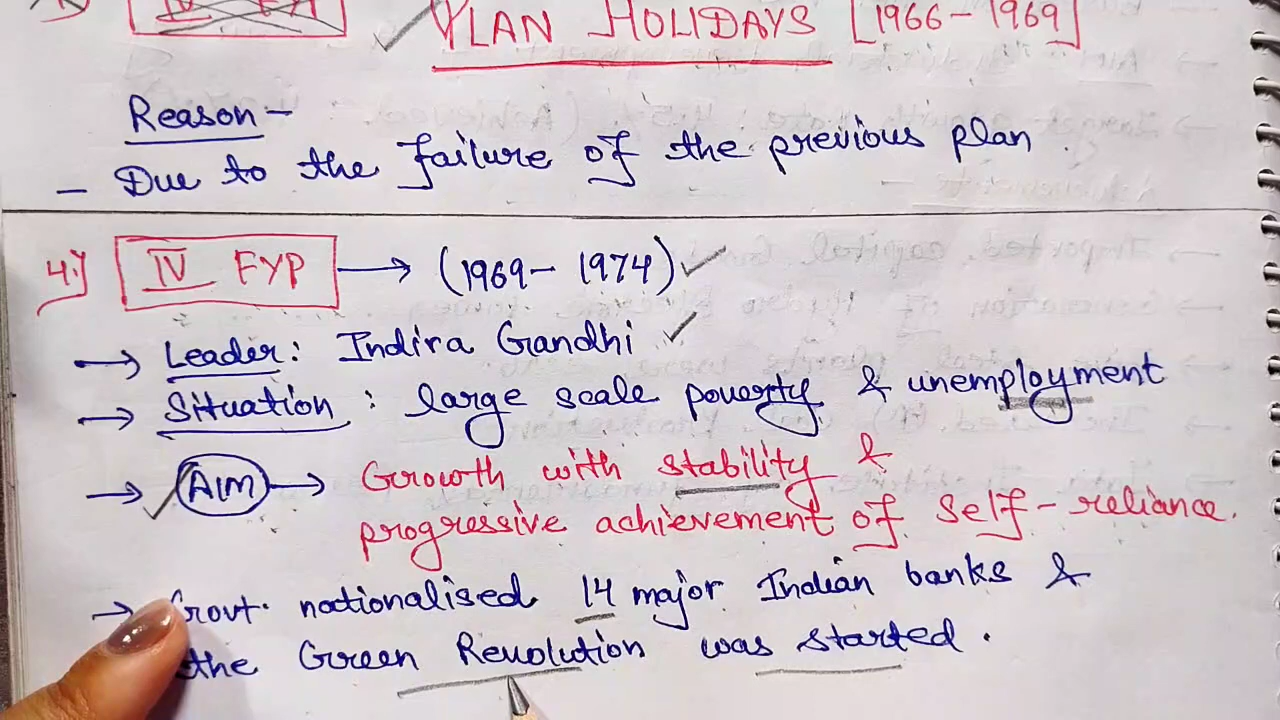 IV FYP
PLAN HOLIDAYS [1966-1969]
Reason-
- Due to the failure of the previous plan.
4.) IV FYP → (1969-1974) ✓
→ Leader: Indira Gandhi ✓
→ Situation: large scale poverty & unemployment
→ AIM → Growth with stability &
progressive achievement of Self-reliance.
→ Govt. nationalised 14 major Indian banks &
the Green Revolution was started.